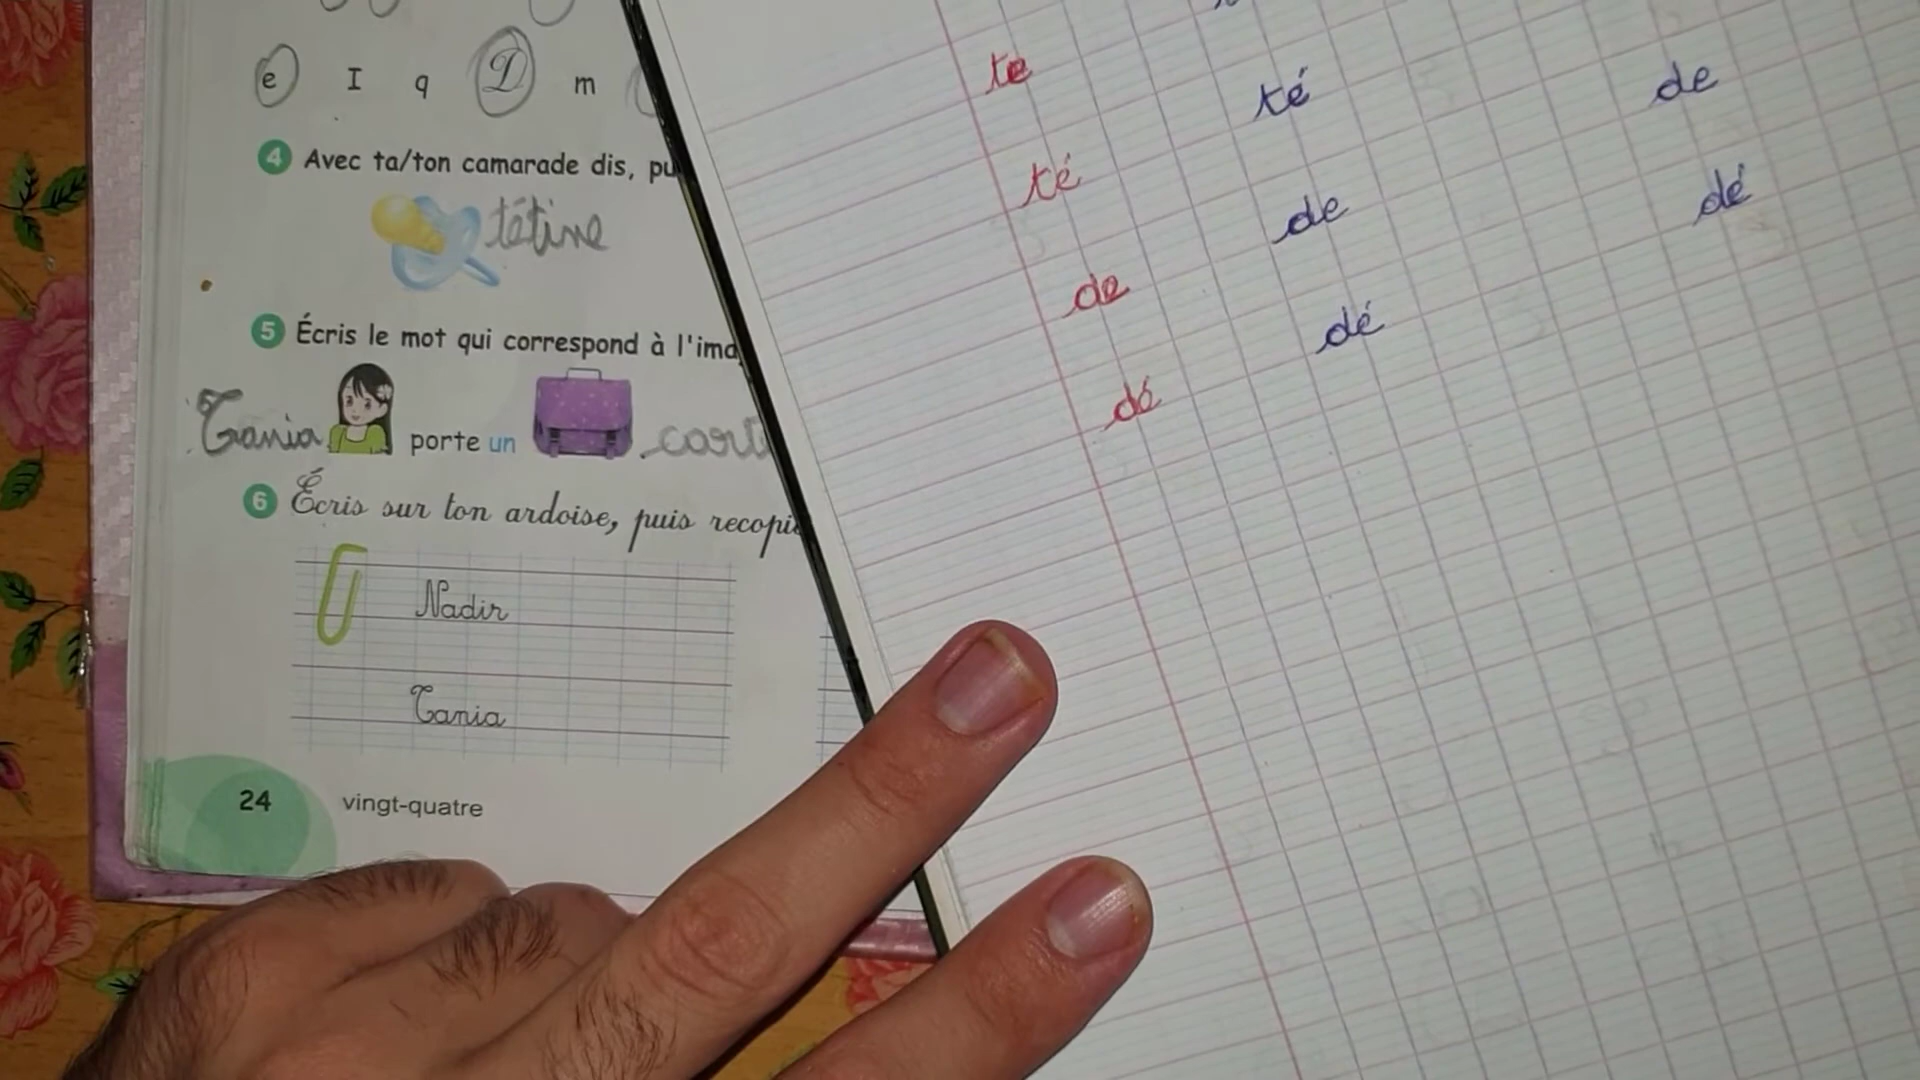 e I q D m
4 Avec ta/ton camarade dis, pu
tétine
5 Écris le mot qui correspond à l'ima
Tania porte un cart
6 Écris sur ton ardoise, puis recopi
Nadir
Tania
24 vingt-quatre
te
té té de
de de dé
dé dé